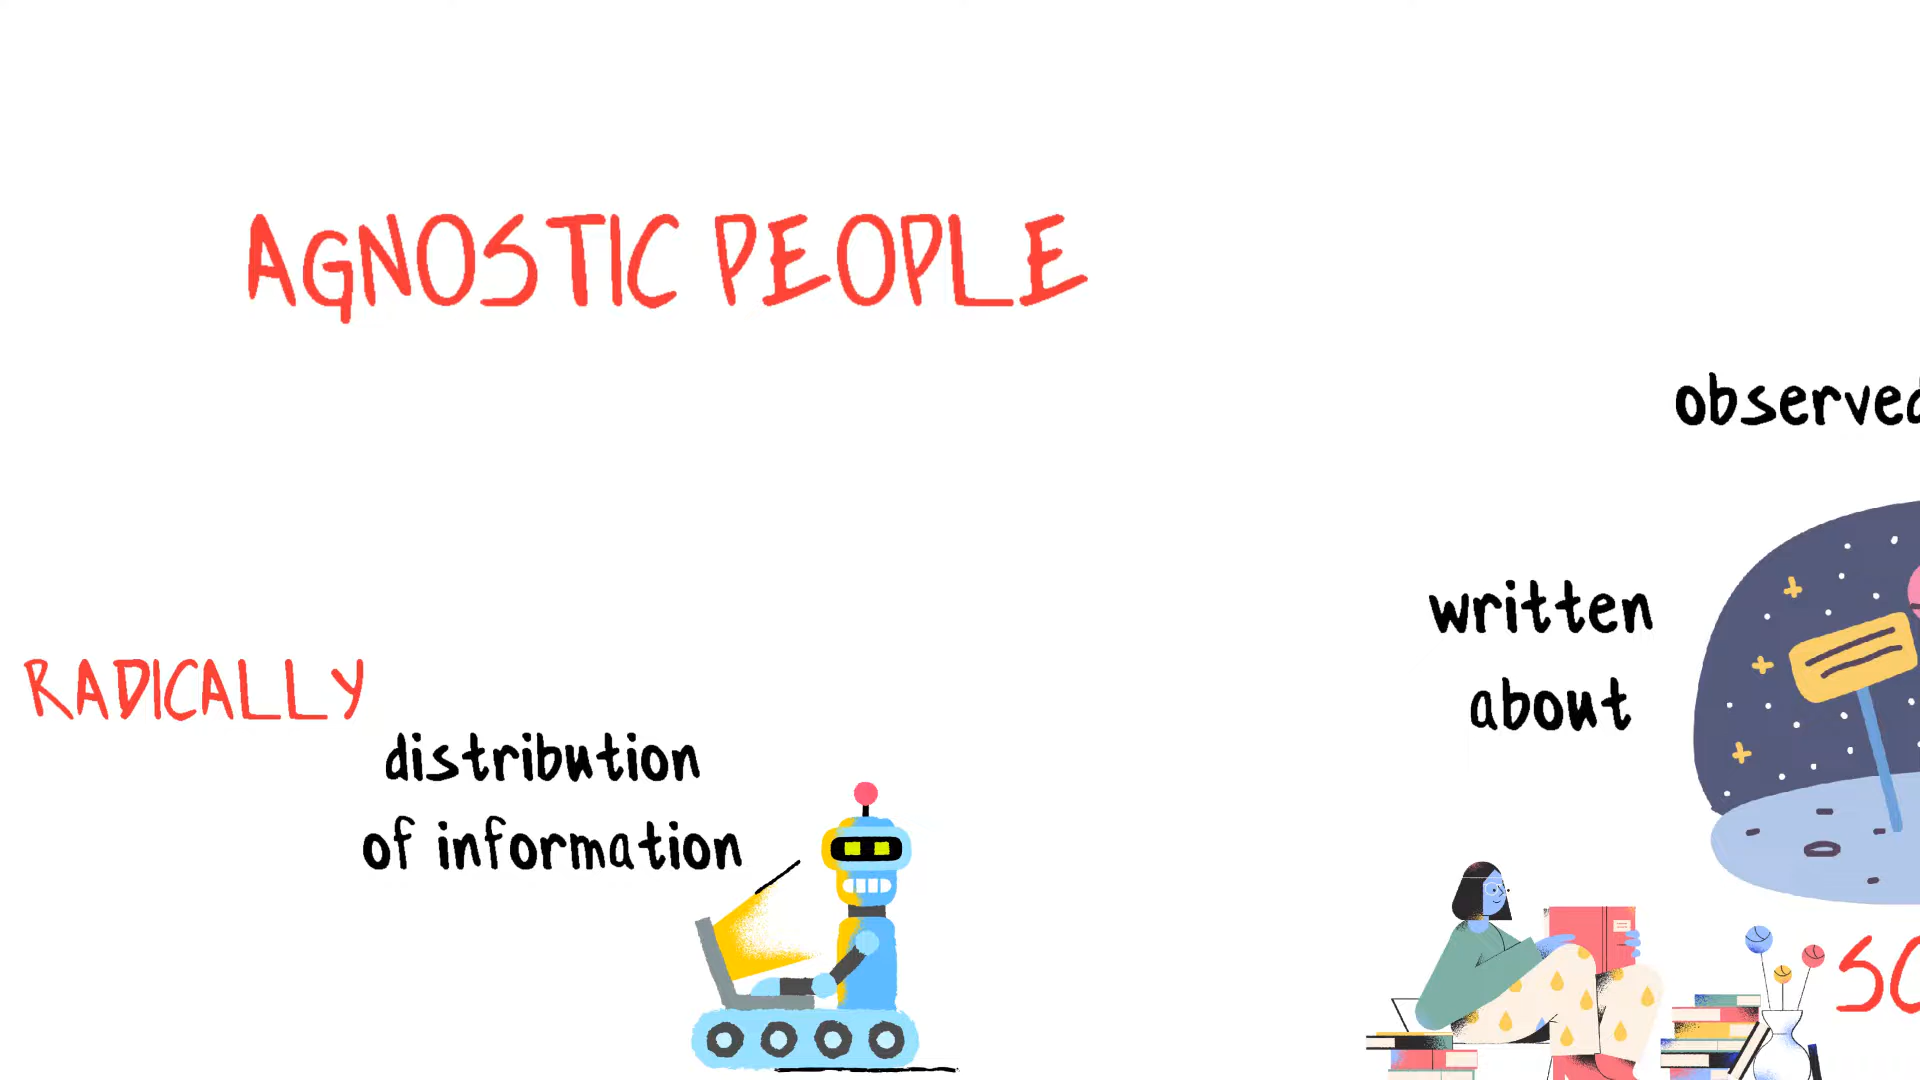 AGNOSTIC PEOPLE
observed
written
about
RADICALLY
distribution
of information